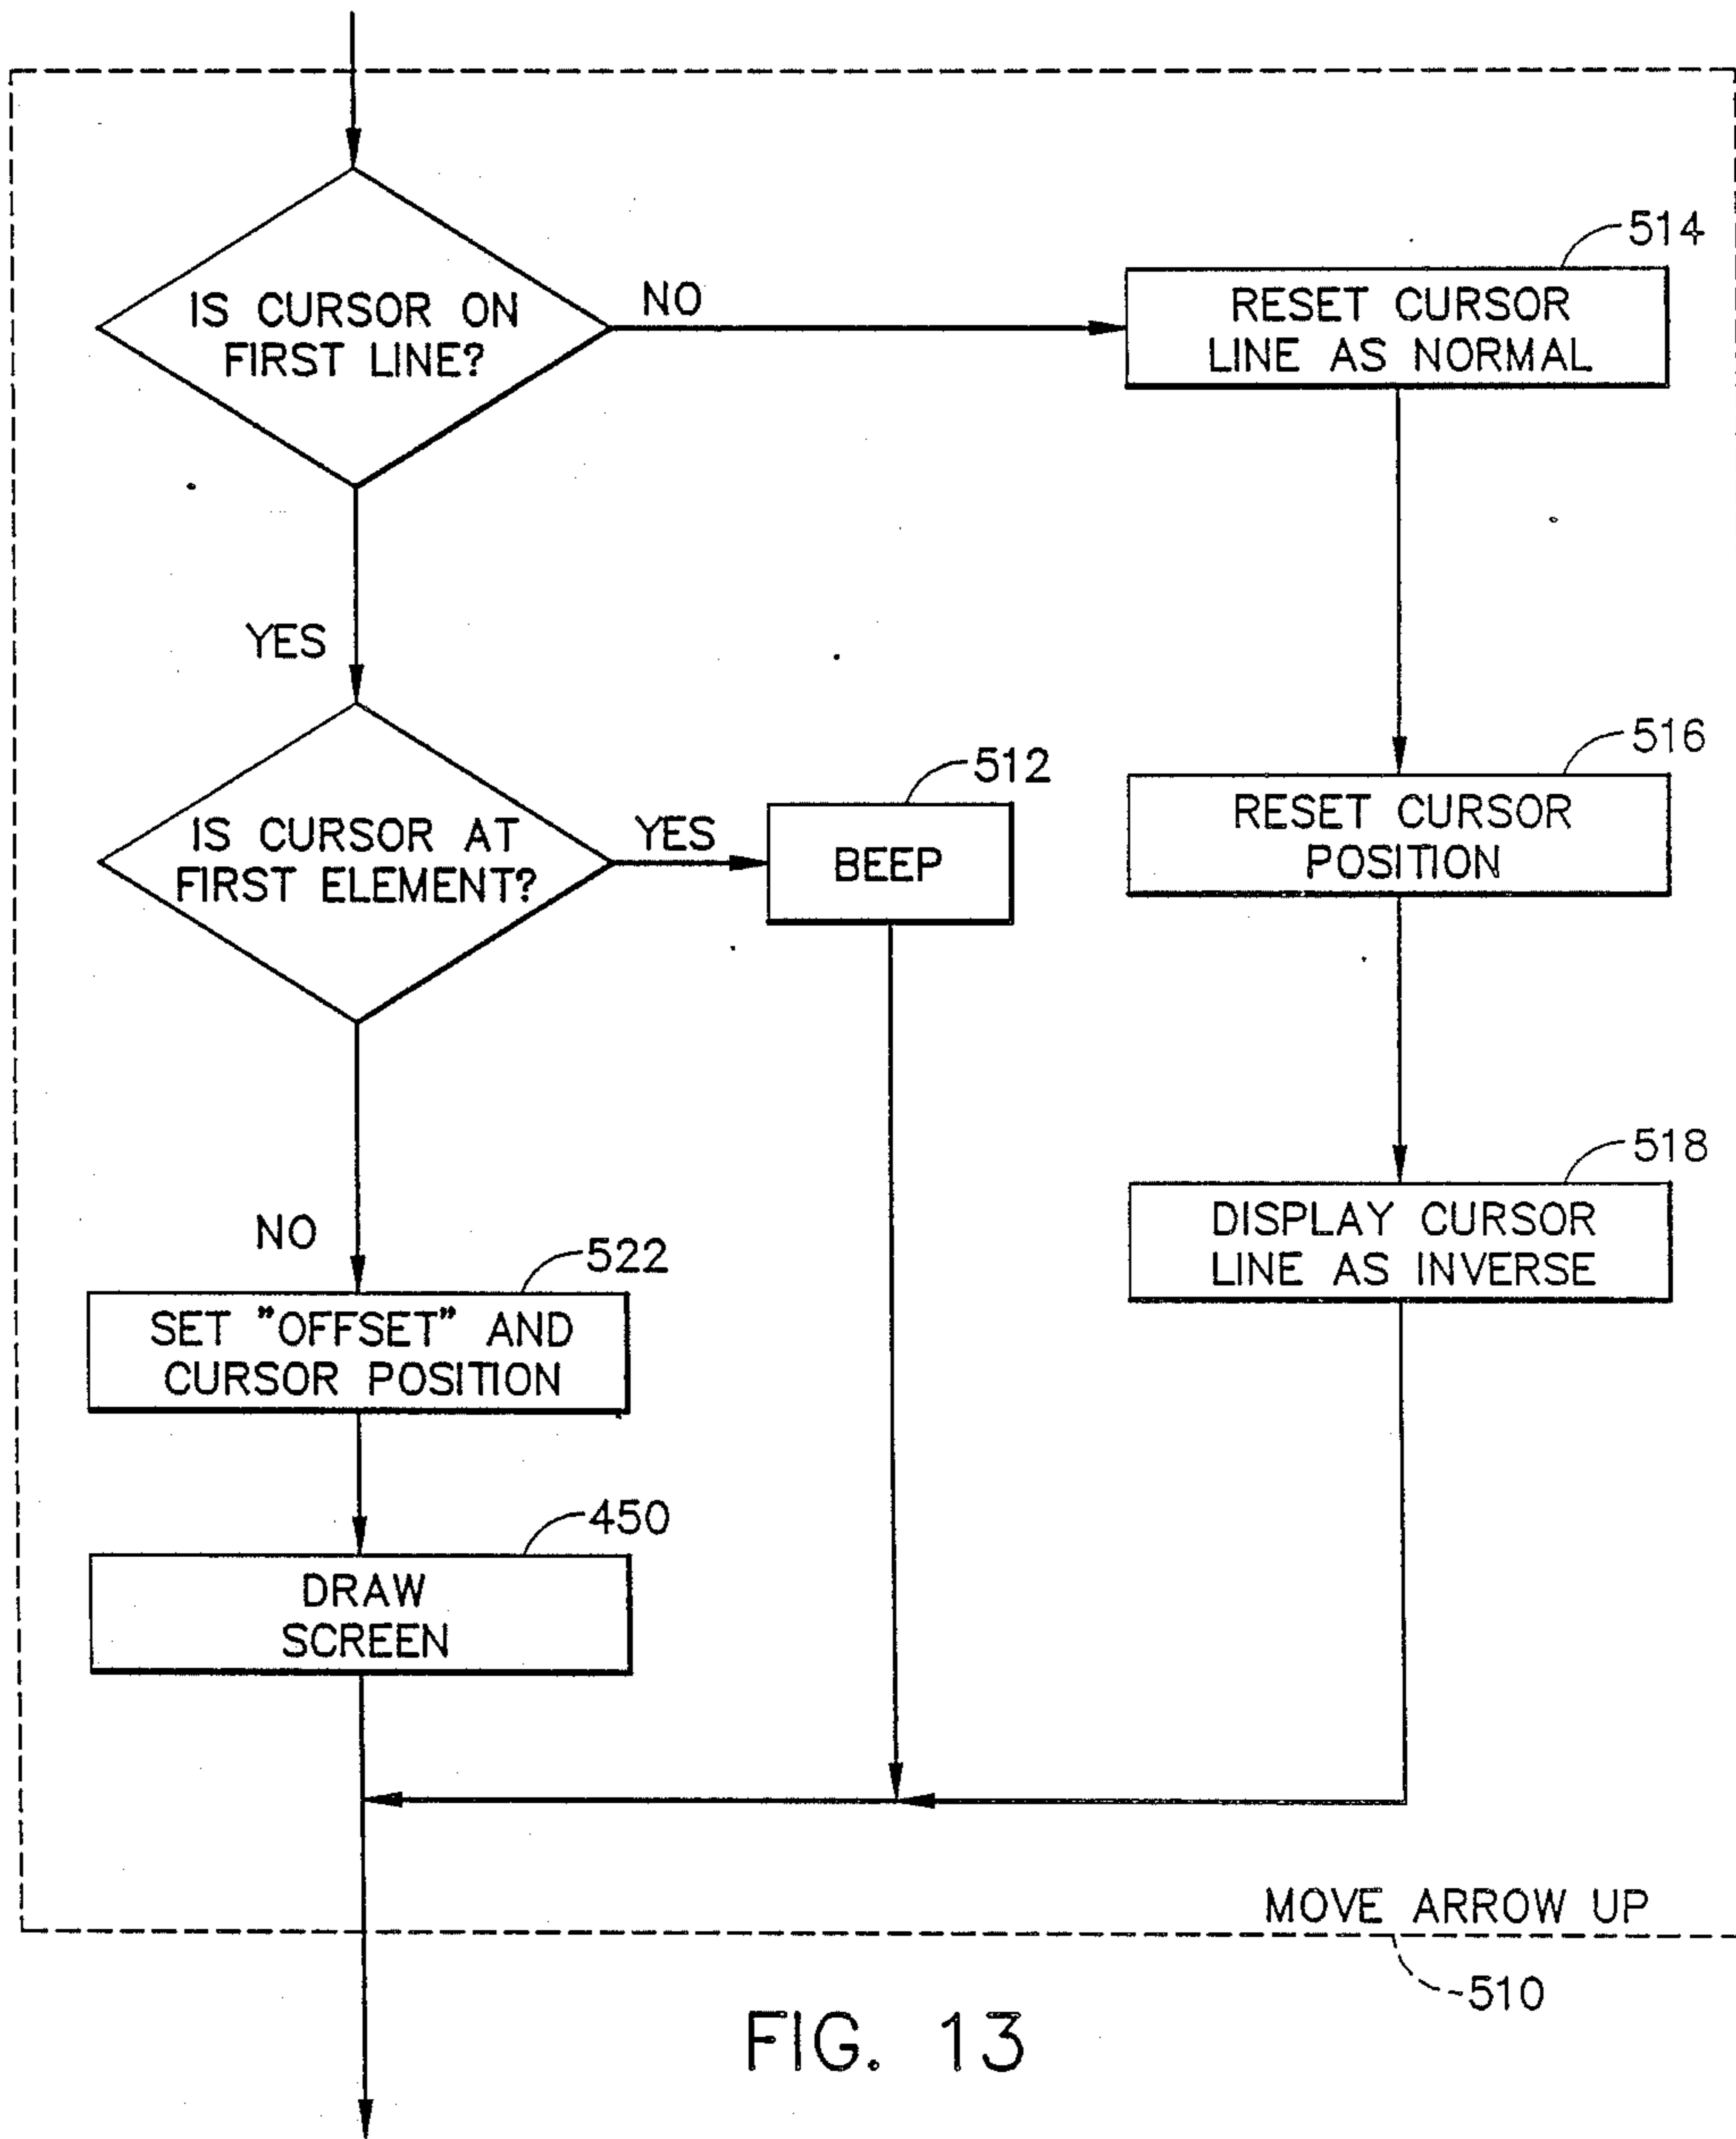 IS CURSOR ON
FIRST LINE?
NO
514
RESET CURSOR
LINE AS NORMAL
YES
IS CURSOR AT
FIRST ELEMENT?
YES
512
BEEP
516
RESET CURSOR
POSITION
518
DISPLAY CURSOR
LINE AS INVERSE
NO
522
SET "OFFSET" AND
CURSOR POSITION
450
DRAW
SCREEN
MOVE ARROW UP
510
FIG. 13